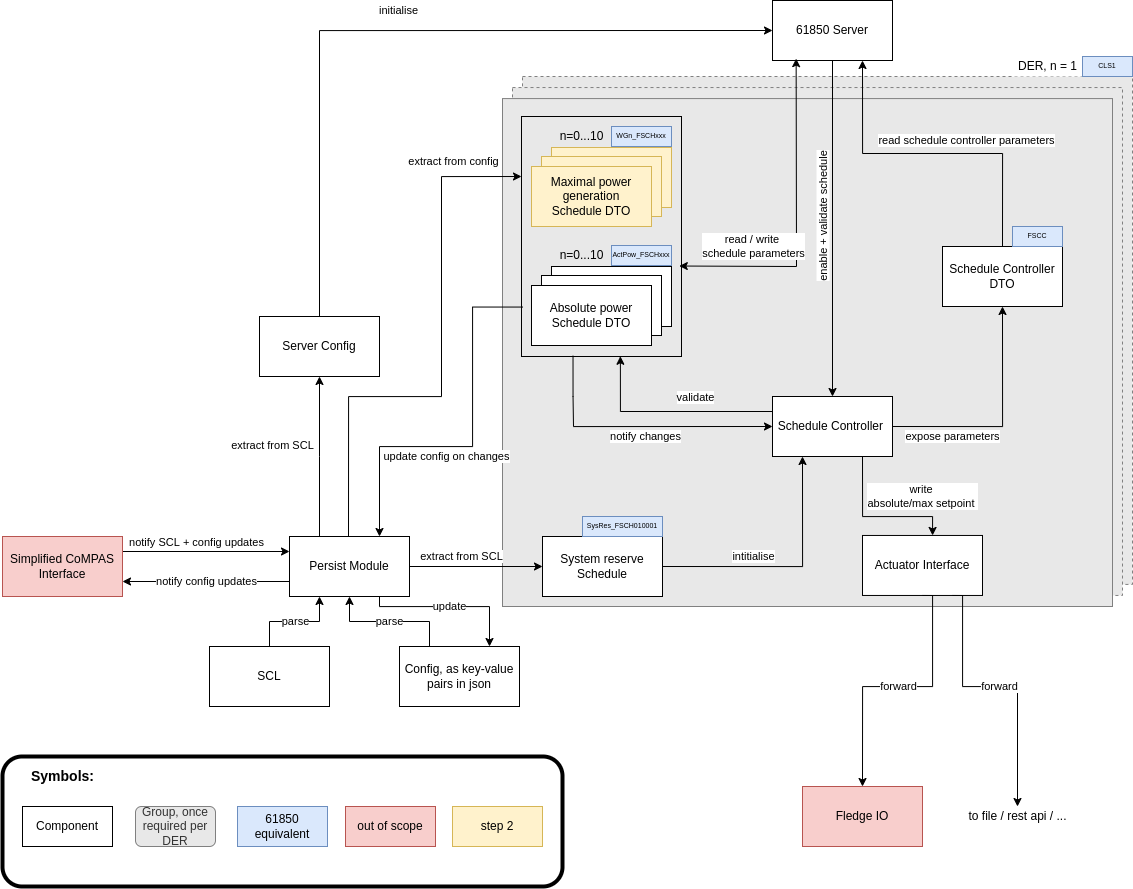 initialise
61850 Server
DER, n = 1
CLS1
n=0...10
WGn_FSCHxxx
read schedule controller parameters
extract from config
Maximal power
generation
Schedule DTO
enable + validate schedule
read / write
schedule parameters
FSCC
n=0...10
ActPow_FSCHxxx
Schedule Controller
DTO
Absolute power
Schedule DTO
Server Config
validate
Schedule Controller
notify changes
expose parameters
extract from SCL
update config on changes
write
absolute/max setpoint
SysRes_FSCH010001
notify SCL + config updates
Simplified CoMPAS
Interface
Persist Module
extract from SCL
System reserve
Schedule
intitialise
Actuator Interface
notify config updates
update
parse
parse
SCL
Config, as key-value
pairs in json
forward
forward
Symbols:
Component
Group, once
required per
DER
61850
equivalent
out of scope
step 2
Fledge IO
to file / rest api / ...